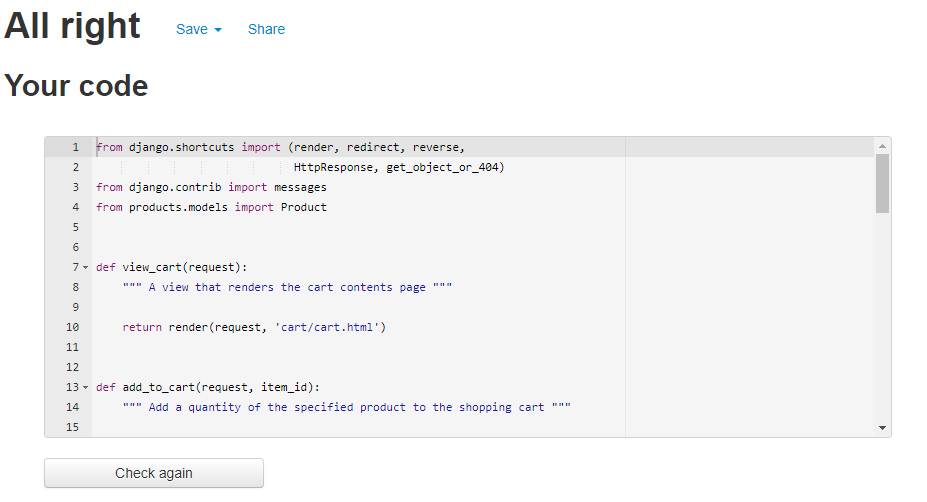 All right Save Share
Your code
1 from django.shortcuts import (render, redirect, reverse,
2 HttpResponse, get_object_or_404)
3 from django.contrib import messages
4 from products.models import Product
5
6
7 def view_cart(request):
8 """ A view that renders the cart contents page """
9
10 return render(request, 'cart/cart.html')
11
12
13 def add_to_cart(request, item_id):
14 """ Add a quantity of the specified product to the shopping cart """
15
Check again